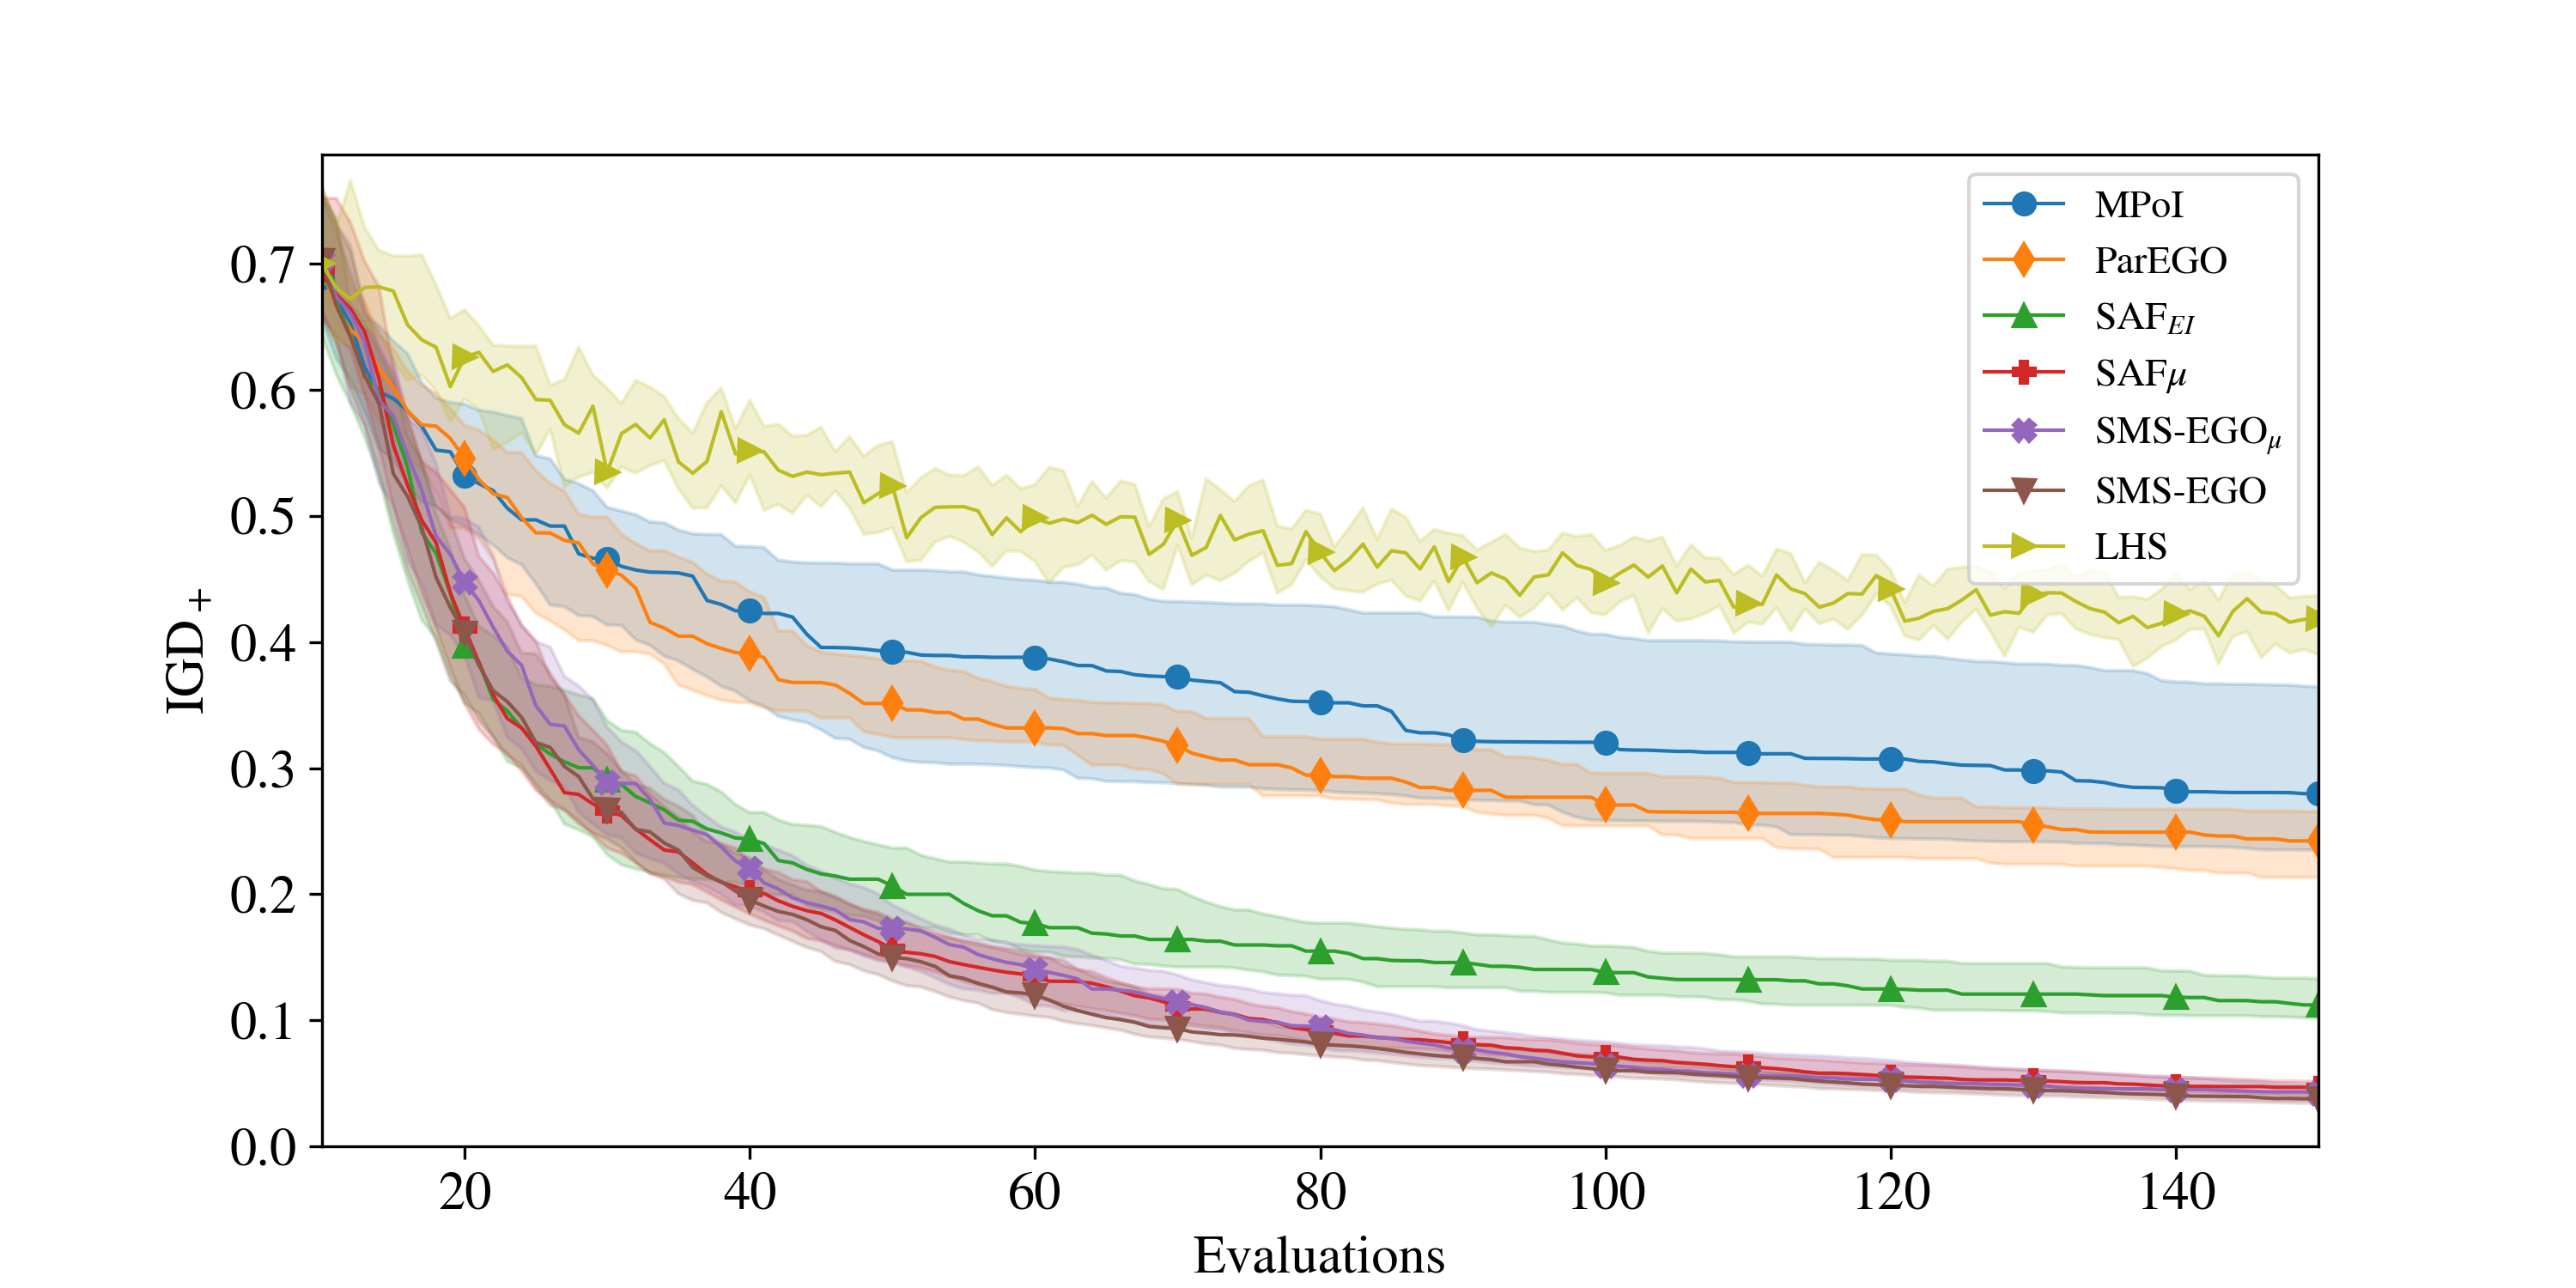 0.7
0.6
0.5
0.4
0.3
0.2
0.1
0.0
IGD+
20 40 60 80 100 120 140
Evaluations
MPoI
ParEGO
SAF_EI
SAFμ
SMS-EGO_μ
SMS-EGO
LHS